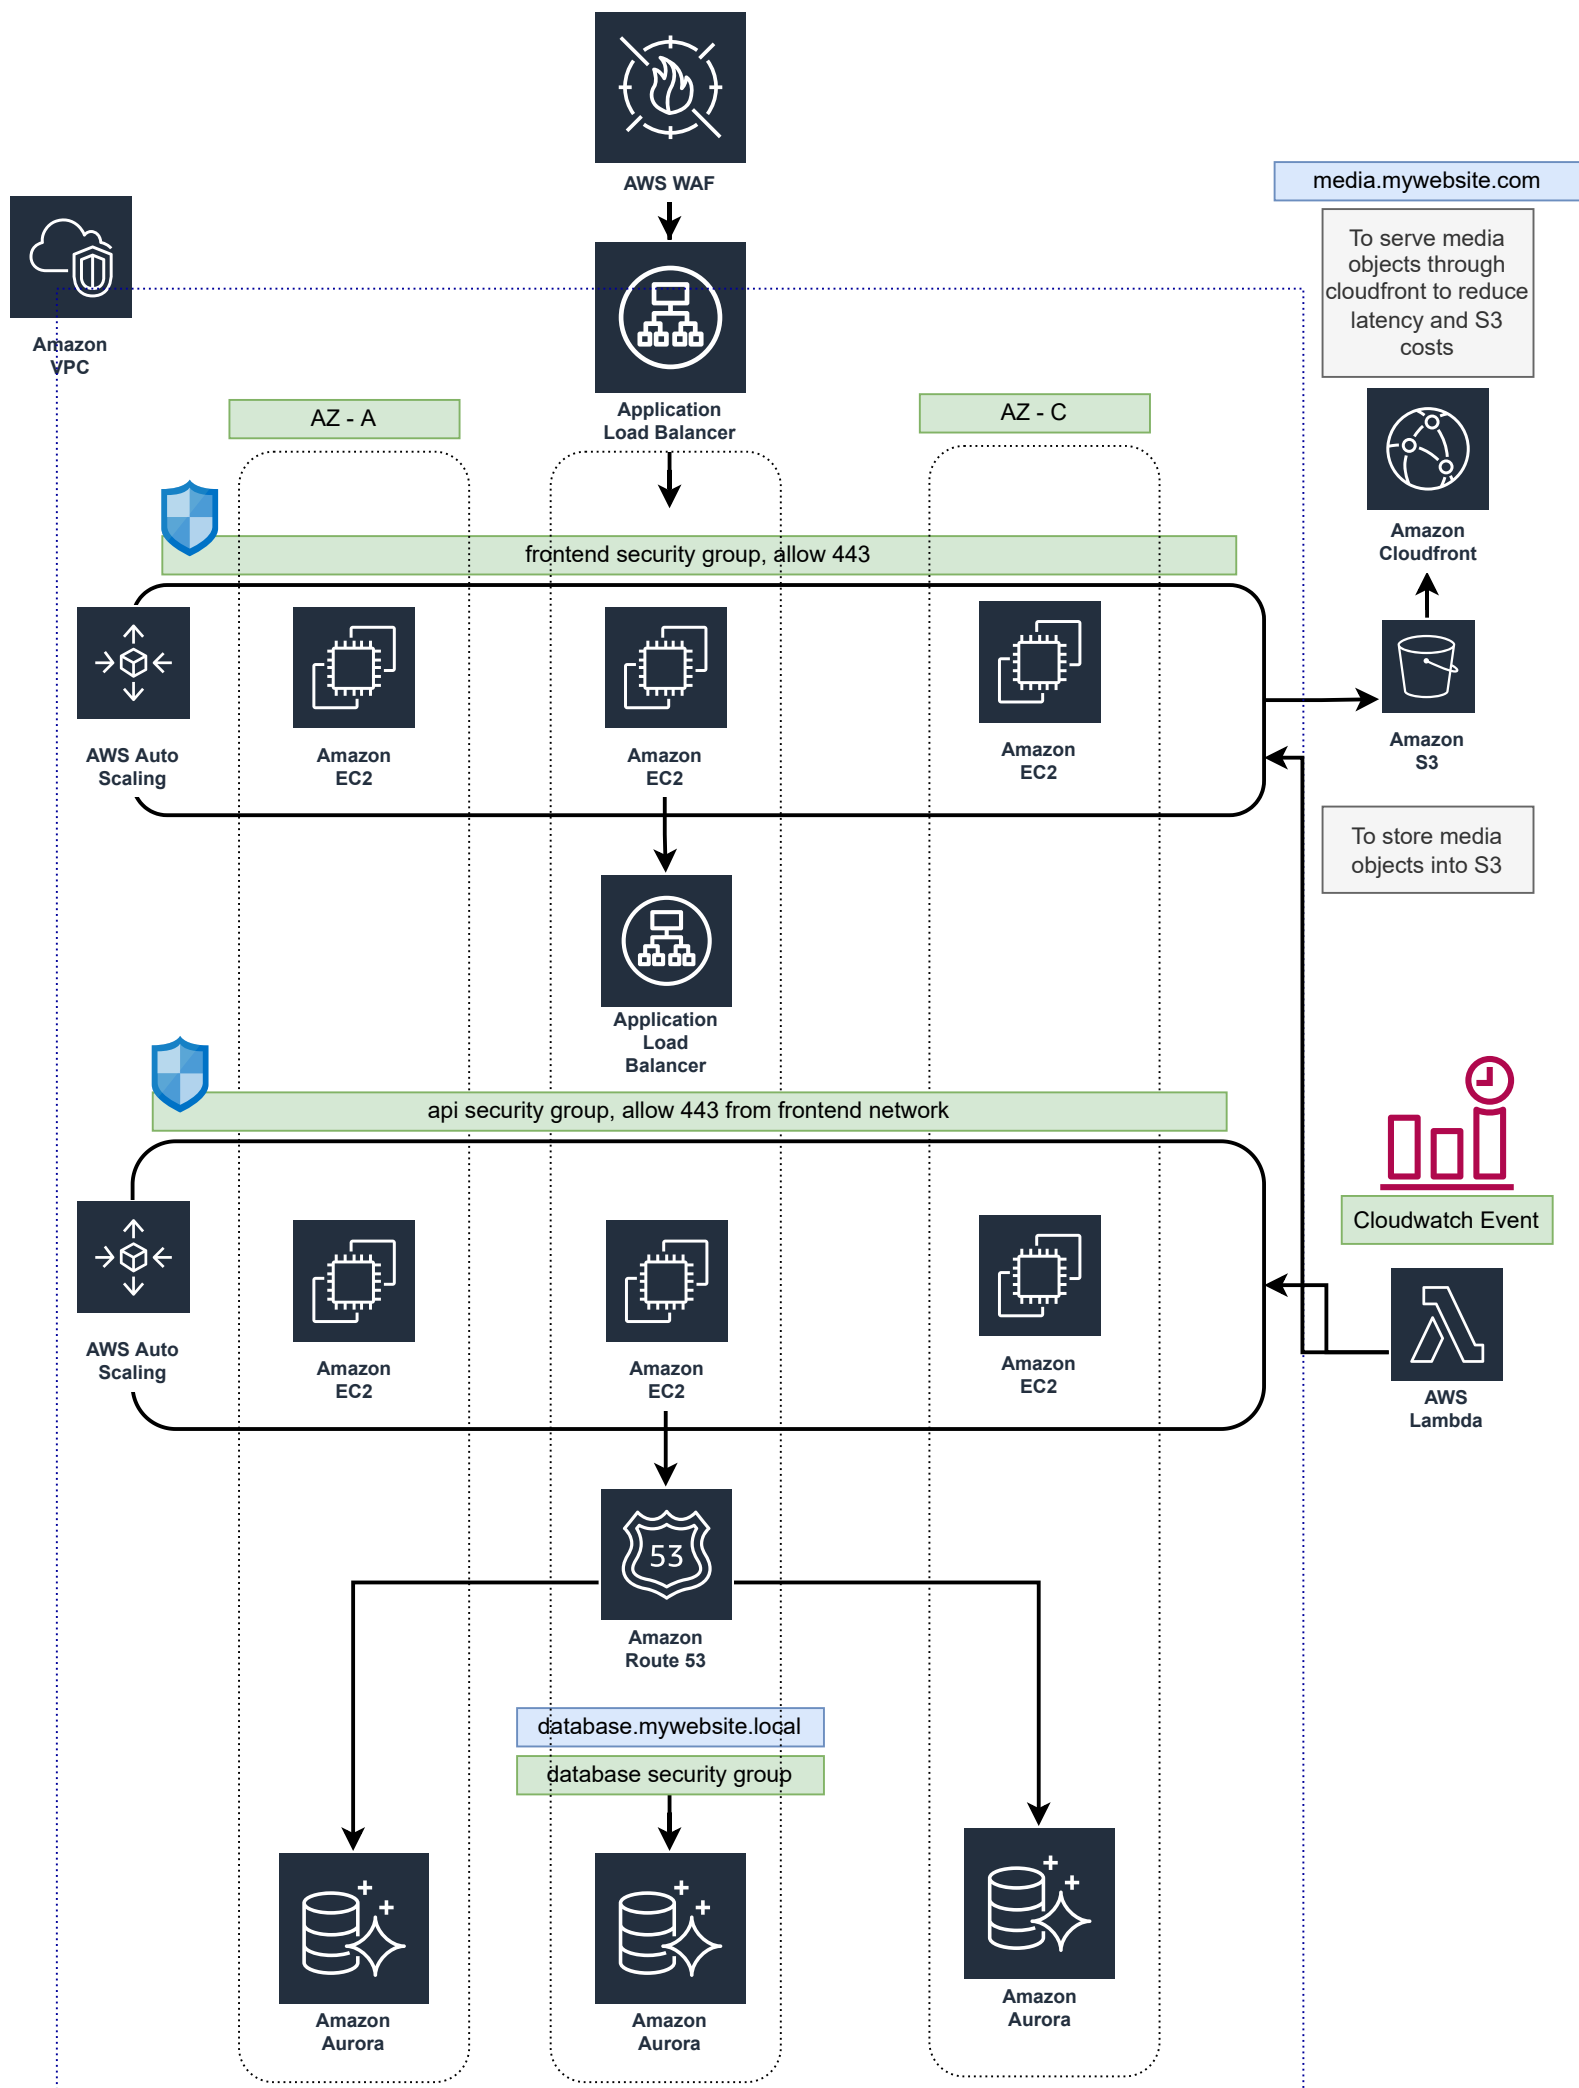 AWS WAF
media.mywebsite.com
To serve media
objects through
cloudfront to reduce
latency and S3
costs
Amazon
VPC
Application
Load Balancer
AZ - A
AZ - C
Amazon
Cloudfront
frontend security group, allow 443
AWS Auto
Scaling
Amazon
EC2
Amazon
EC2
Amazon
EC2
Amazon
S3
To store media
objects into S3
Application
Load
Balancer
api security group, allow 443 from frontend network
Cloudwatch Event
AWS Auto
Scaling
Amazon
EC2
Amazon
EC2
Amazon
EC2
AWS
Lambda
53
Amazon
Route 53
database.mywebsite.local
database security group
Amazon
Aurora
Amazon
Aurora
Amazon
Aurora